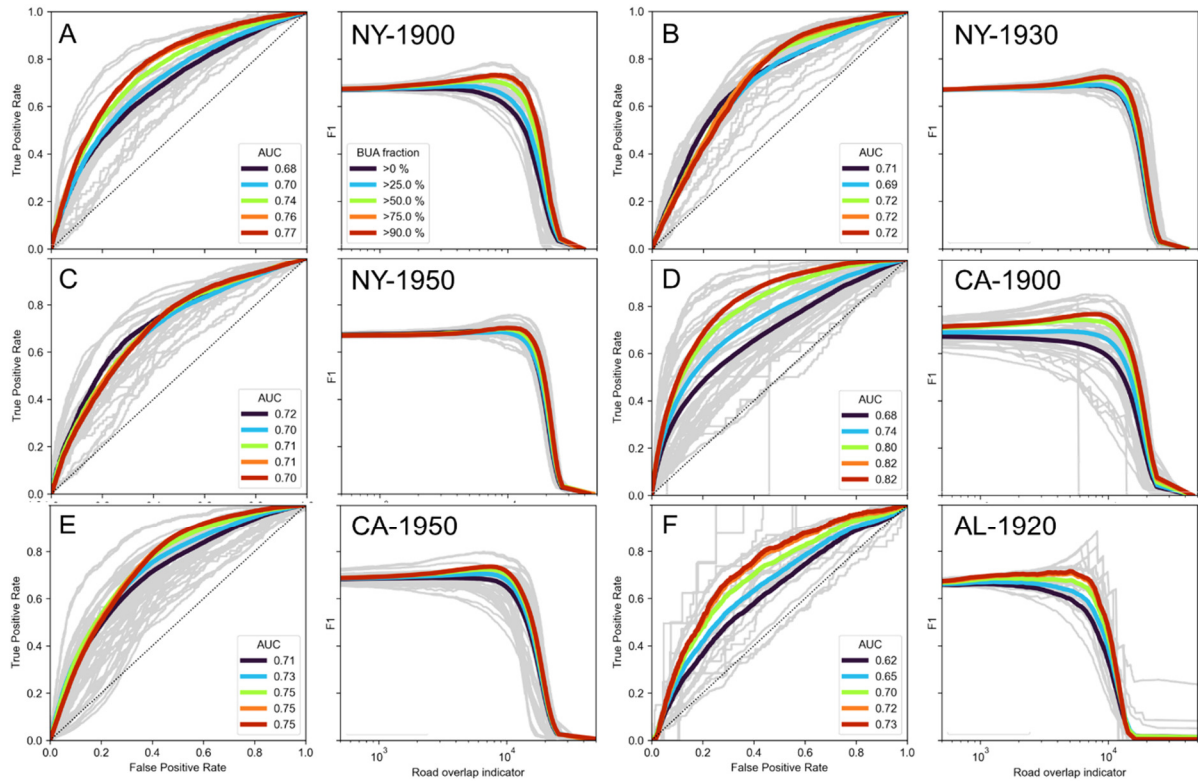 A
True Positive Rate
1.0
0.8
0.6
0.4
0.2
0.0
AUC
0.68
0.70
0.74
0.76
0.77
NY-1900
F1
BUA fraction
>0 %
>25.0 %
>50.0 %
>75.0 %
>90.0 %
B
True Positive Rate
1.0
0.8
0.6
0.4
0.2
0.0
AUC
0.71
0.69
0.72
0.72
0.72
NY-1930
F1
C
True Positive Rate
0.8
0.6
0.4
0.2
0.0
AUC
0.72
0.70
0.71
0.71
0.70
NY-1950
F1
D
True Positive Rate
0.8
0.6
0.4
0.2
0.0
AUC
0.68
0.74
0.80
0.82
0.82
CA-1900
F1
E
True Positive Rate
0.8
0.6
0.4
0.2
0.0
0.0 0.2 0.4 0.6 0.8 1.0
False Positive Rate
AUC
0.71
0.73
0.75
0.75
0.75
CA-1950
F1
10³ 10⁴
Road overlap indicator
F
True Positive Rate
0.8
0.6
0.4
0.2
0.0
0.0 0.2 0.4 0.6 0.8 1.0
False Positive Rate
AUC
0.62
0.65
0.70
0.72
0.73
AL-1920
F1
10³ 10⁴
Road overlap indicator